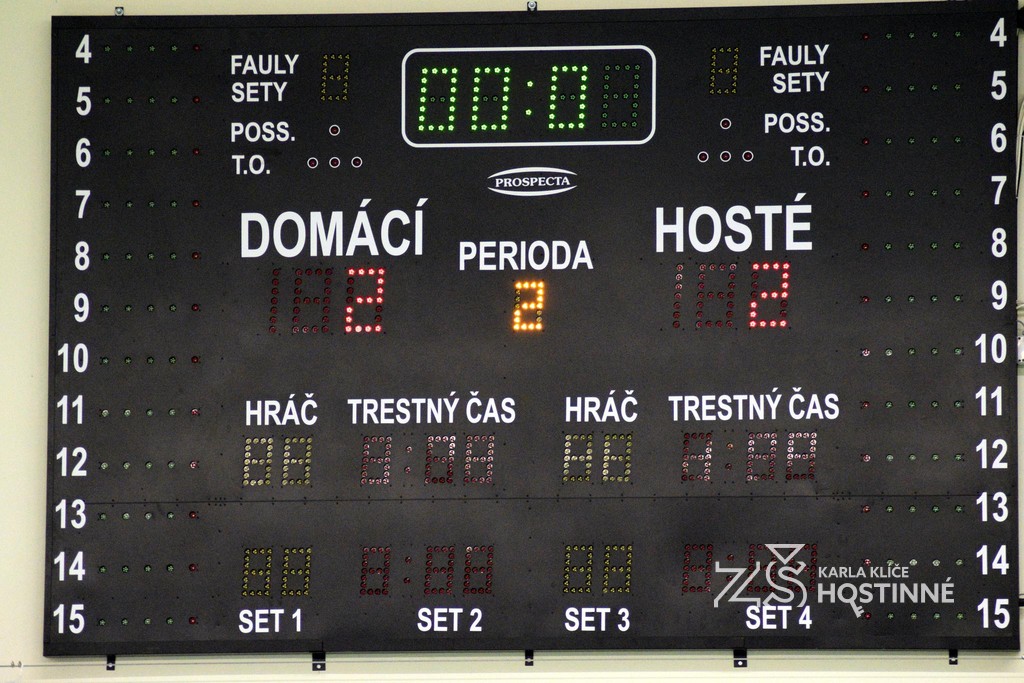 4 FAULY 00:0 FAULY 4
5 SETY SETY 5
POSS. POSS.
6 T.O. T.O. 6
PROSPECTA
7 7
DOMÁCÍ HOSTÉ
8 PERIODA 8
9 2 2 2 9
10 10
11 HRÁČ TRESTNÝ ČAS HRÁČ TRESTNÝ ČAS 11
12 12
13 13
14 14
ZŠ KARLA KLÍČE
HOSTINNÉ
15 SET 1 SET 2 SET 3 SET 4 15